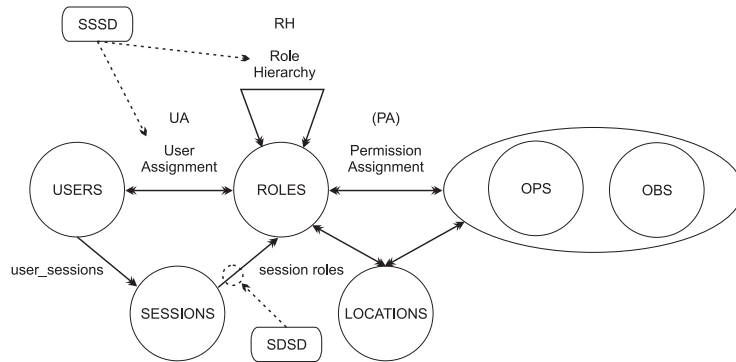 SSSD
RH
Role
Hierarchy
UA
(PA)
User
Assignment
Permission
Assignment
USERS
ROLES
OPS
OBS
user_sessions
session roles
SESSIONS
LOCATIONS
SDSD